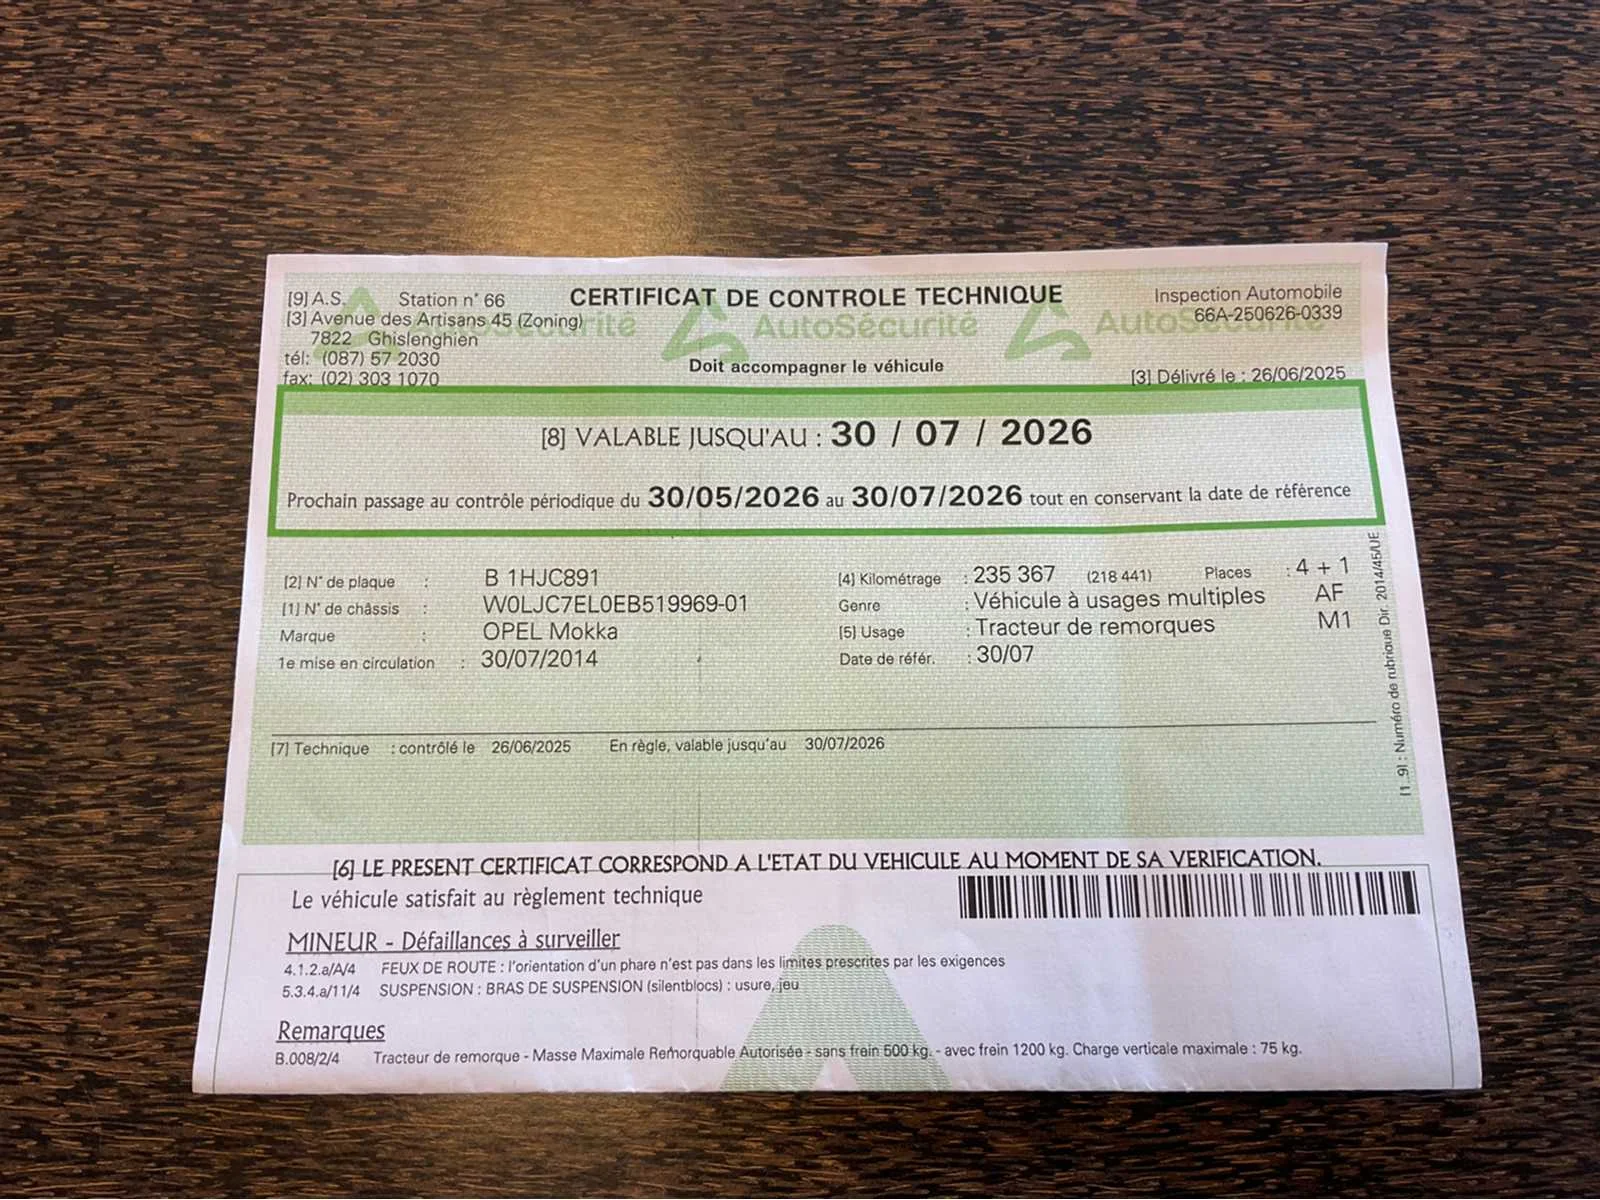 [9] A.S. Station n° 66
[3] Avenue des Artisans 45 (Zoning)
7822 Ghislenghien
tél: (087) 57 2030
fax: (02) 303 1070
CERTIFICAT DE CONTROLE TECHNIQUE
AutoSécurité
Doit accompagner le véhicule
Inspection Automobile
66A-250626-0339
[3] Délivré le : 26/06/2025
[8] VALABLE JUSQU'AU : 30 / 07 / 2026
Prochain passage au contrôle périodique du 30/05/2026 au 30/07/2026 tout en conservant la date de référence
[2] N° de plaque : B 1HJC891
[1] N° de châssis : W0LJC7EL0EB519969-01
Marque : OPEL Mokka
1e mise en circulation : 30/07/2014
[4] Kilométrage : 235 367 (218 441) Places : 4 + 1
Genre : Véhicule à usages multiples AF
[5] Usage : Tracteur de remorques M1
Date de référ. : 30/07
[7] Technique : contrôlé le 26/06/2025 En règle, valable jusqu'au 30/07/2026
[1..9] : Numéro de rubrique Dir. 2014/45/UE
[6] LE PRESENT CERTIFICAT CORRESPOND A L'ETAT DU VEHICULE AU MOMENT DE SA VERIFICATION.
Le véhicule satisfait au règlement technique
MINEUR - Défaillances à surveiller
4.1.2.a/A/4 FEUX DE ROUTE : l'orientation d'un phare n'est pas dans les limites prescrites par les exigences
5.3.4.a/11/4 SUSPENSION : BRAS DE SUSPENSION (silentblocs) : usure, jeu
Remarques
B.008/2/4 Tracteur de remorque - Masse Maximale Remorquable Autorisée - sans frein 500 kg. - avec frein 1200 kg. Charge verticale maximale : 75 kg.